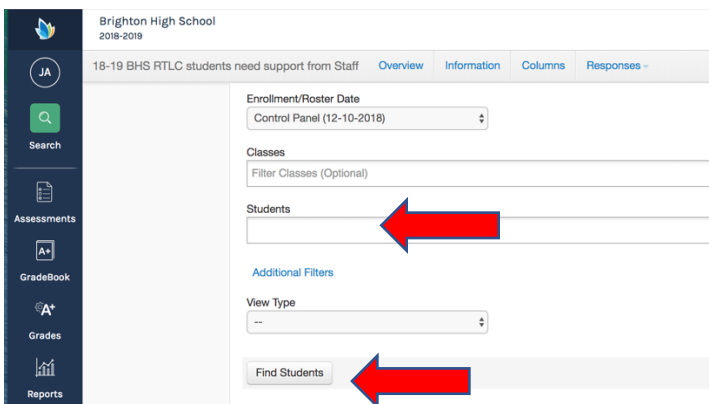 Brighton High School
2018-2019
JA
18-19 BHS RTLC students need support from Staff Overview Information Columns Responses
Search
Assessments
A+
GradeBook
A+
Grades
Reports
Enrollment/Roster Date
Control Panel (12-10-2018)
Classes
Filter Classes (Optional)
Students
Additional Filters
View Type
--
Find Students